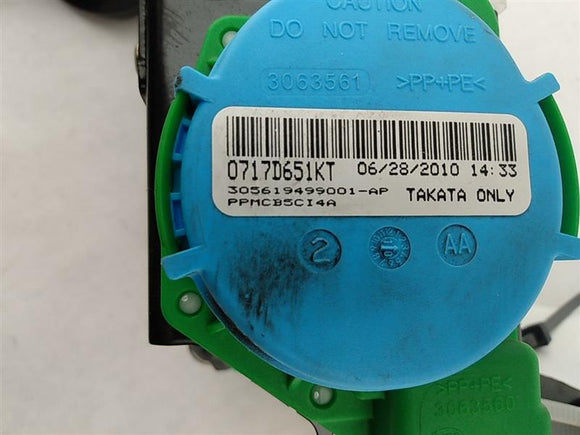 CAUTION
DO NOT REMOVE
3063561 >PP+PE<
0717D651KT 06/28/2010 14:33
305619499001-AP TAKATA ONLY
PPMCB5CI4A
2 AA
>PP+PE<
3063560